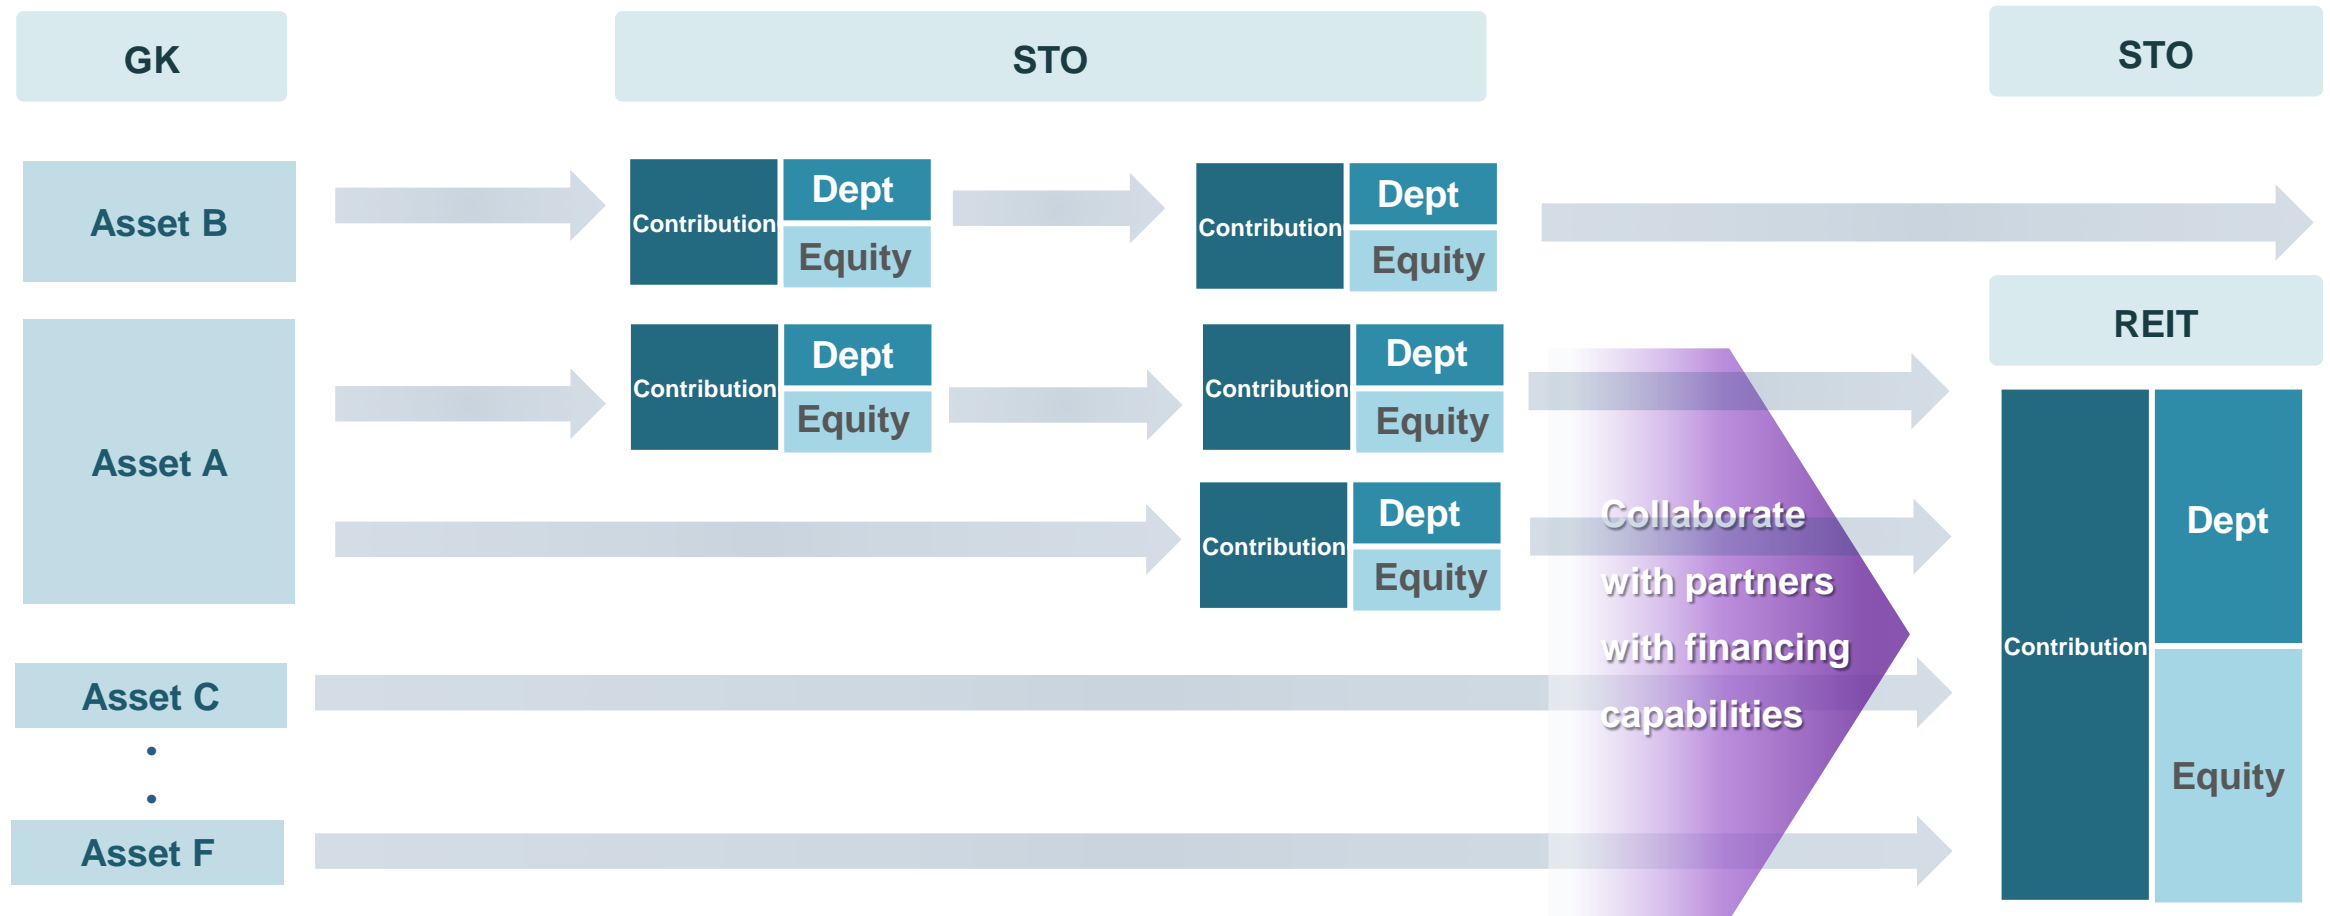 GK
STO
STO
Asset B
Contribution
Dept
Equity
Contribution
Dept
Equity
REIT
Asset A
Contribution
Dept
Equity
Contribution
Dept
Equity
Contribution
Dept
Equity
Collaborate
with partners
with financing
capabilities
Contribution
Dept
Equity
Asset C
Asset F